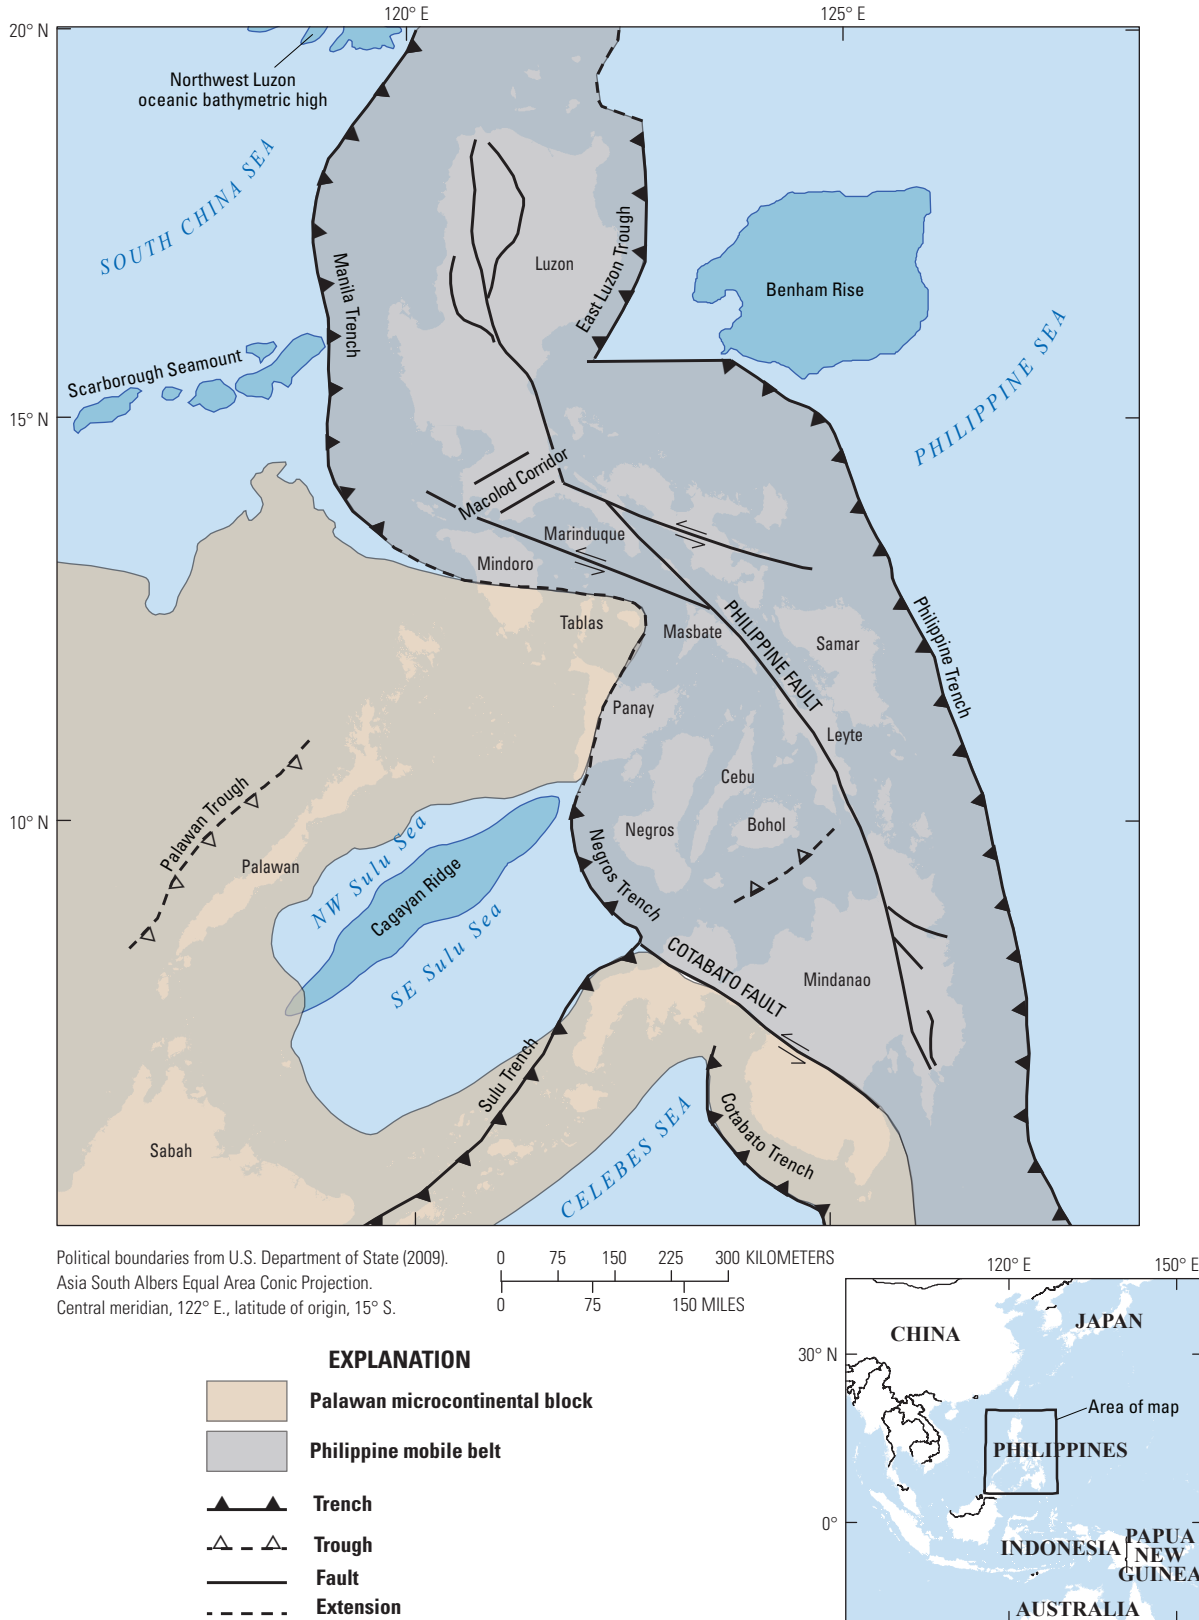 120° E
125° E
20° N
Northwest Luzon
oceanic bathymetric high
SOUTH CHINA SEA
Luzon
East Luzon Trough
Benham Rise
Manila Trench
PHILIPPINE SEA
Scarborough Seamount
15° N
Macolod Corridor
Marinduque
Mindoro
Tablas
Masbate
PHILIPPINE FAULT
Samar
Philippine Trench
Panay
Leyte
Palawan Trough
Cebu
10° N
Palawan
NW Sulu Sea
Cagayan Ridge
SE Sulu Sea
Negros
Bohol
Negros Trench
COTABATO FAULT
Mindanao
Sulu Trench
Cotabato Trench
CELEBES SEA
Sabah
Political boundaries from U.S. Department of State (2009).
Asia South Albers Equal Area Conic Projection.
Central meridian, 122° E., latitude of origin, 15° S.
0 75 150 225 300 KILOMETERS
0 75 150 MILES
EXPLANATION
Palawan microcontinental block
Philippine mobile belt
Trench
Trough
Fault
Extension
120° E
150° E
30° N
0°
CHINA
JAPAN
Area of map
PHILIPPINES
INDONESIA
PAPUA
NEW
GUINEA
AUSTRALIA